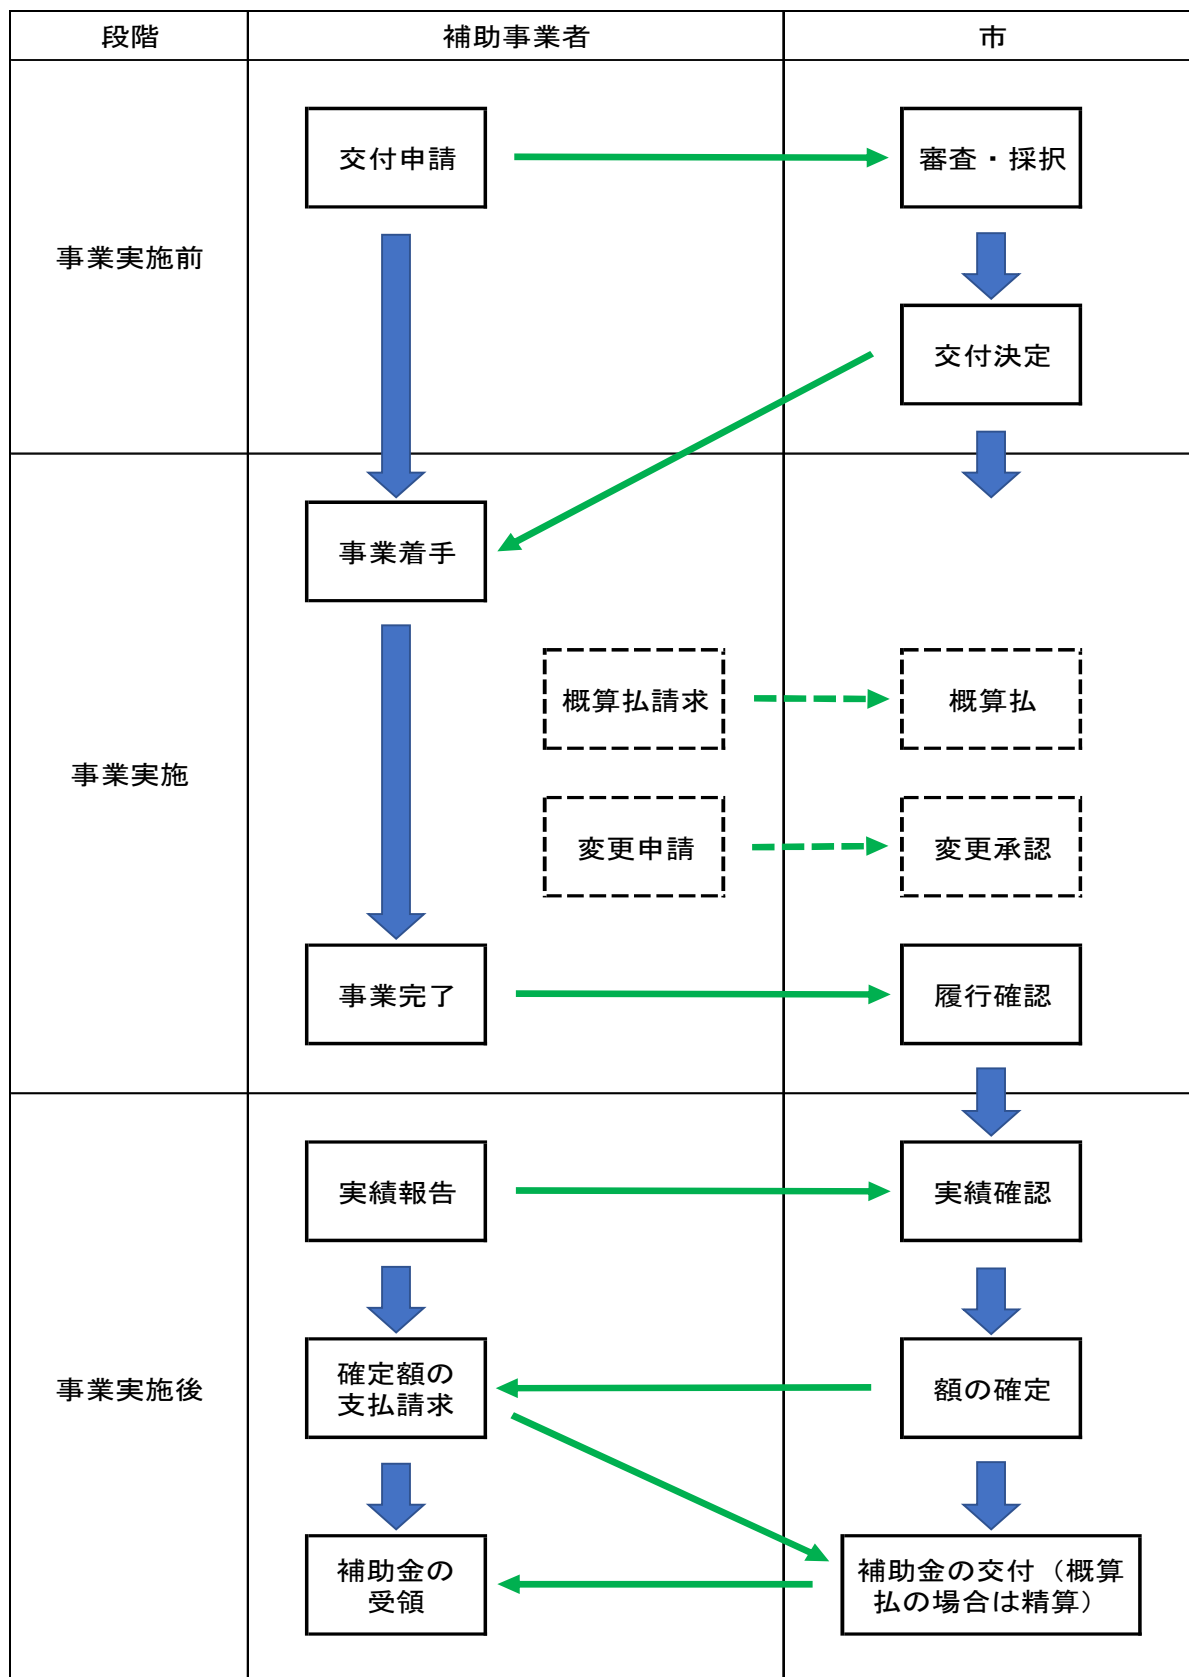 段階
補助事業者
市
交付申請
審査・採択
事業実施前
交付決定
事業着手
概算払請求
概算払
事業実施
変更申請
変更承認
事業完了
履行確認
実績報告
実績確認
事業実施後
確定額の
支払請求
額の確定
補助金の
受領
補助金の交付（概算
払の場合は精算）